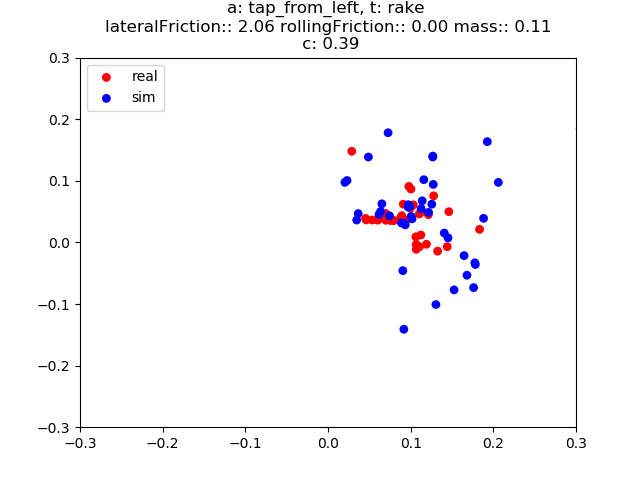 a: tap_from_left, t: rake
lateralFriction:: 2.06 rollingFriction:: 0.00 mass:: 0.11
c: 0.39
real
sim
0.3
0.2
0.1
0.0
−0.1
−0.2
−0.3
−0.3 −0.2 −0.1 0.0 0.1 0.2 0.3